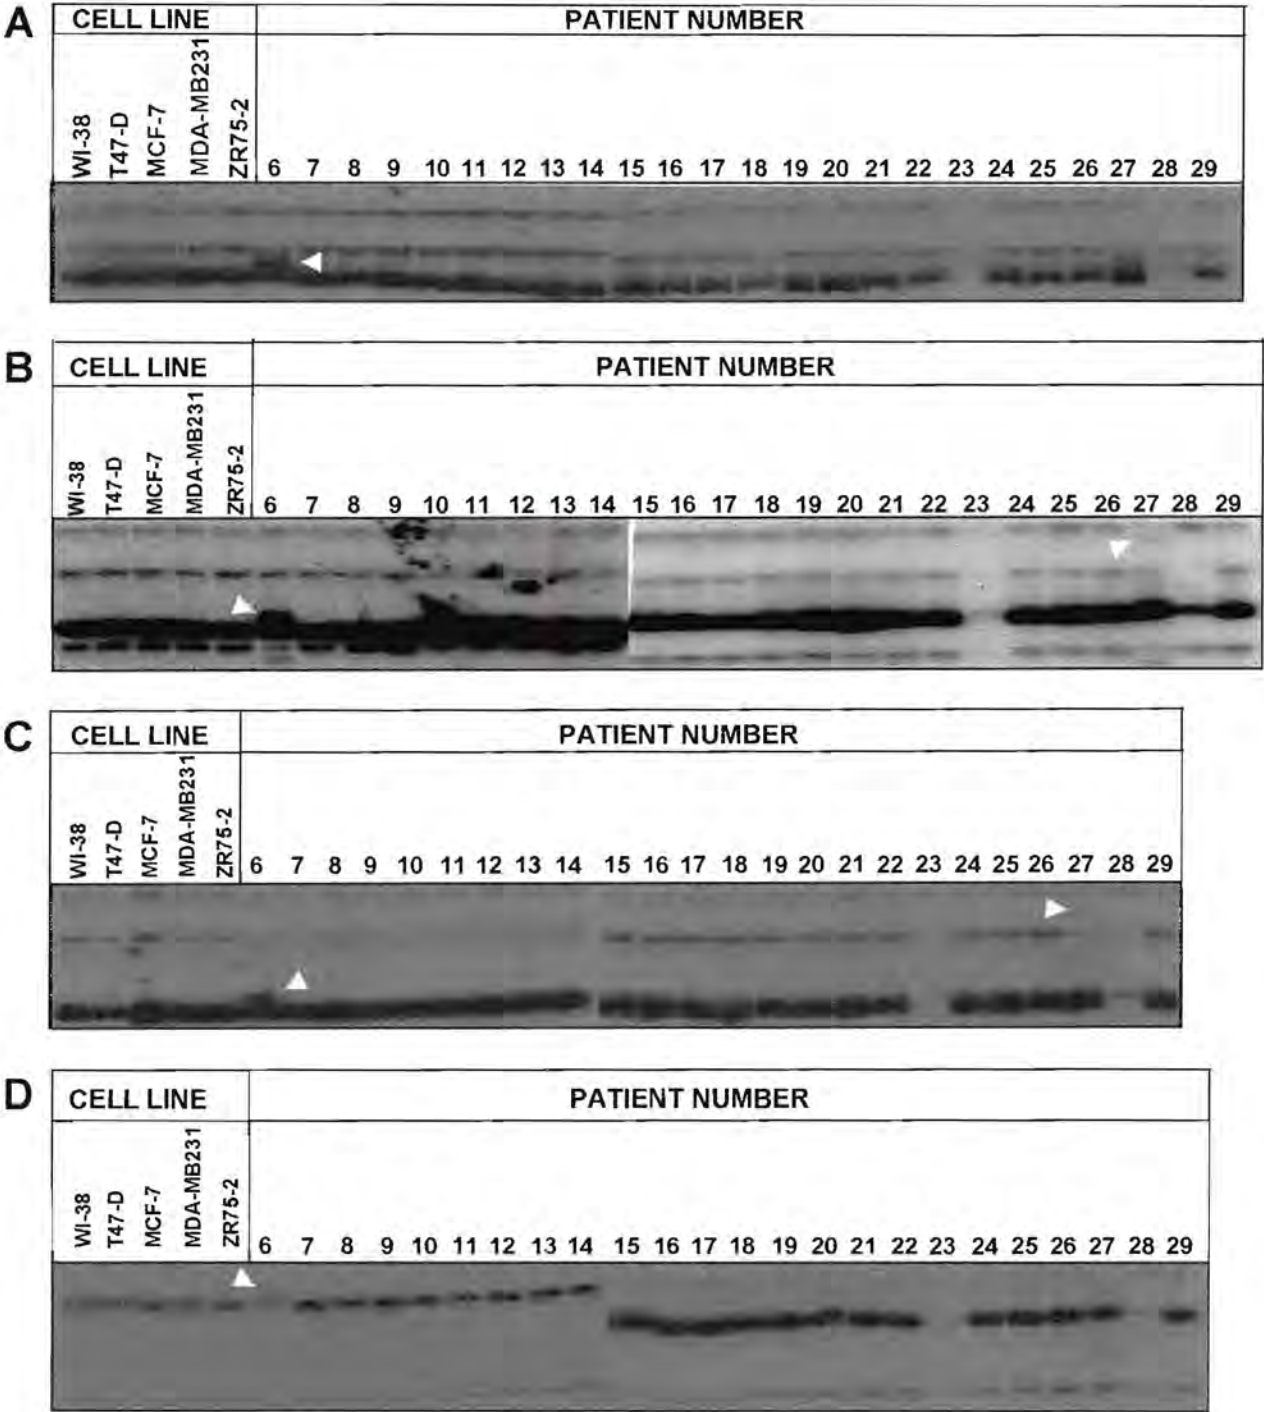 A
CELL LINE PATIENT NUMBER
WI-38 T47-D MCF-7 MDA-MB231 ZR75-2 6 7 8 9 10 11 12 13 14 15 16 17 18 19 20 21 22 23 24 25 26 27 28 29
B
CELL LINE PATIENT NUMBER
WI-38 T47-D MCF-7 MDA-MB231 ZR75-2 6 7 8 9 10 11 12 13 14 15 16 17 18 19 20 21 22 23 24 25 26 27 28 29
C
CELL LINE PATIENT NUMBER
WI-38 T47-D MCF-7 MDA-MB231 ZR75-2 6 7 8 9 10 11 12 13 14 15 16 17 18 19 20 21 22 23 24 25 26 27 28 29
D
CELL LINE PATIENT NUMBER
WI-38 T47-D MCF-7 MDA-MB231 ZR75-2 6 7 8 9 10 11 12 13 14 15 16 17 18 19 20 21 22 23 24 25 26 27 28 29